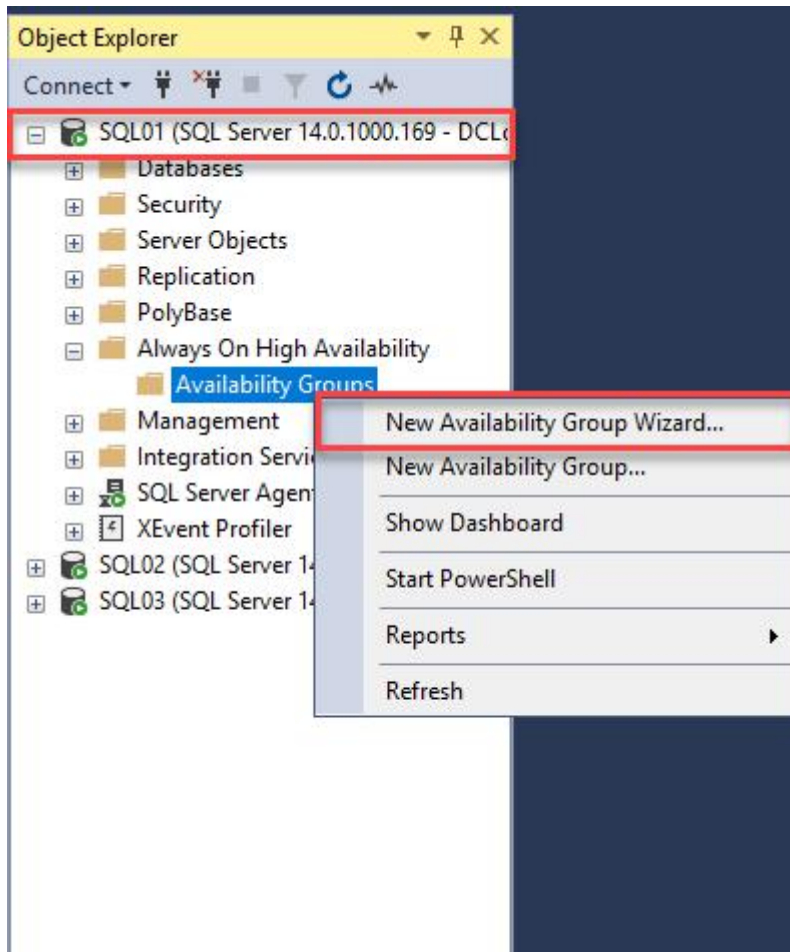 Object Explorer
Connect
SQL01 (SQL Server 14.0.1000.169 - DCL
Databases
Security
Server Objects
Replication
PolyBase
Always On High Availability
Availability Groups
Management
New Availability Group Wizard...
Integration Servi
New Availability Group...
SQL Server Agen
XEvent Profiler
Show Dashboard
SQL02 (SQL Server 14
Start PowerShell
SQL03 (SQL Server 14
Reports
Refresh